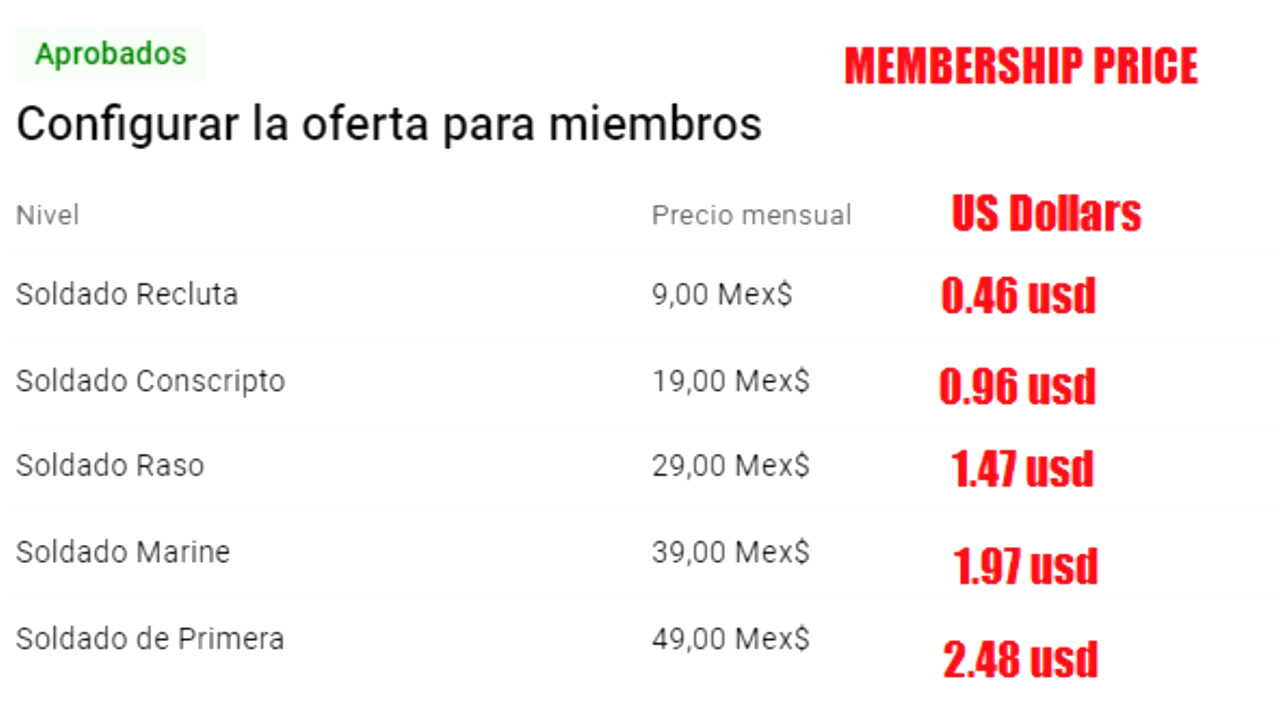 Aprobados
MEMBERSHIP PRICE
Configurar la oferta para miembros
Nivel Precio mensual US Dollars
Soldado Recluta 9,00 Mex$ 0.46 usd
Soldado Conscripto 19,00 Mex$ 0.96 usd
Soldado Raso 29,00 Mex$ 1.47 usd
Soldado Marine 39,00 Mex$ 1.97 usd
Soldado de Primera 49,00 Mex$ 2.48 usd